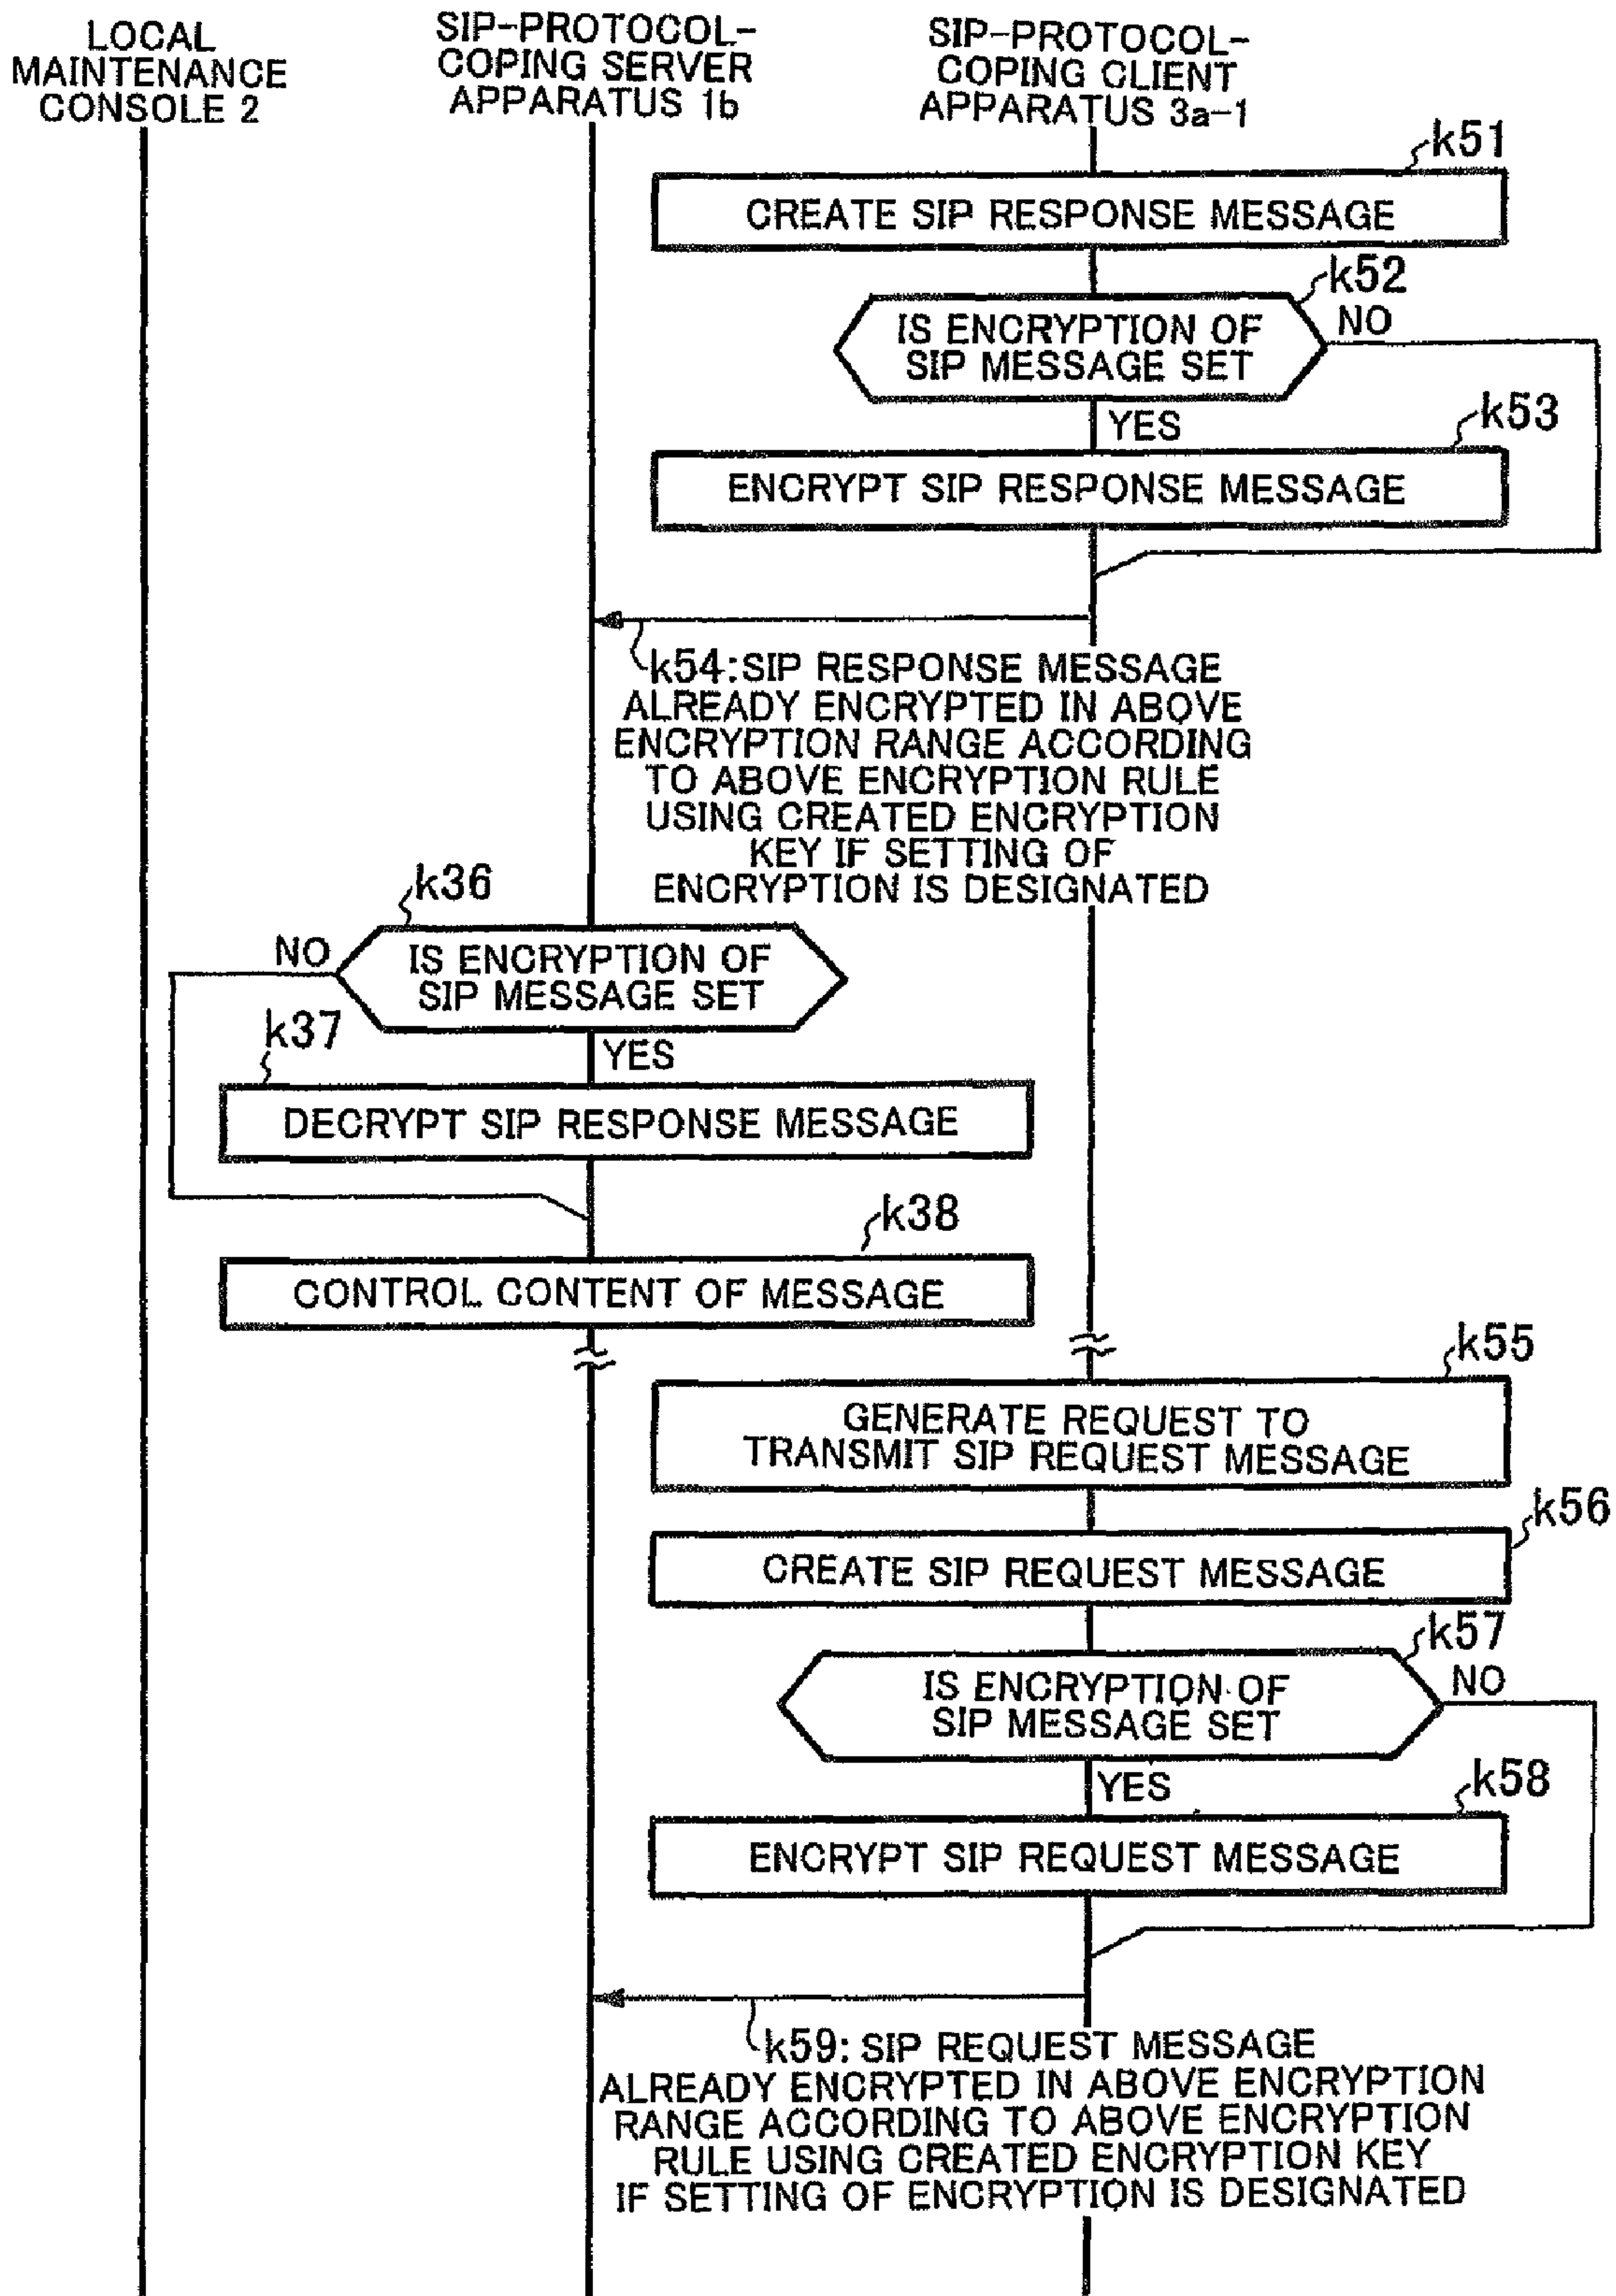 LOCAL
MAINTENANCE
CONSOLE 2
SIP-PROTOCOL-
COPING SERVER
APPARATUS 1b
SIP-PROTOCOL-
COPING CLIENT
APPARATUS 3a-1
k51
CREATE SIP RESPONSE MESSAGE
k52
IS ENCRYPTION OF
SIP MESSAGE SET
NO
YES
k53
ENCRYPT SIP RESPONSE MESSAGE
k54:SIP RESPONSE MESSAGE
ALREADY ENCRYPTED IN ABOVE
ENCRYPTION RANGE ACCORDING
TO ABOVE ENCRYPTION RULE
USING CREATED ENCRYPTION
KEY IF SETTING OF
ENCRYPTION IS DESIGNATED
k36
NO
IS ENCRYPTION OF
SIP MESSAGE SET
k37
YES
DECRYPT SIP RESPONSE MESSAGE
k38
CONTROL CONTENT OF MESSAGE
k55
GENERATE REQUEST TO
TRANSMIT SIP REQUEST MESSAGE
k56
CREATE SIP REQUEST MESSAGE
k57
IS ENCRYPTION OF
SIP MESSAGE SET
NO
YES
k58
ENCRYPT SIP REQUEST MESSAGE
k59: SIP REQUEST MESSAGE
ALREADY ENCRYPTED IN ABOVE ENCRYPTION
RANGE ACCORDING TO ABOVE ENCRYPTION
RULE USING CREATED ENCRYPTION KEY
IF SETTING OF ENCRYPTION IS DESIGNATED